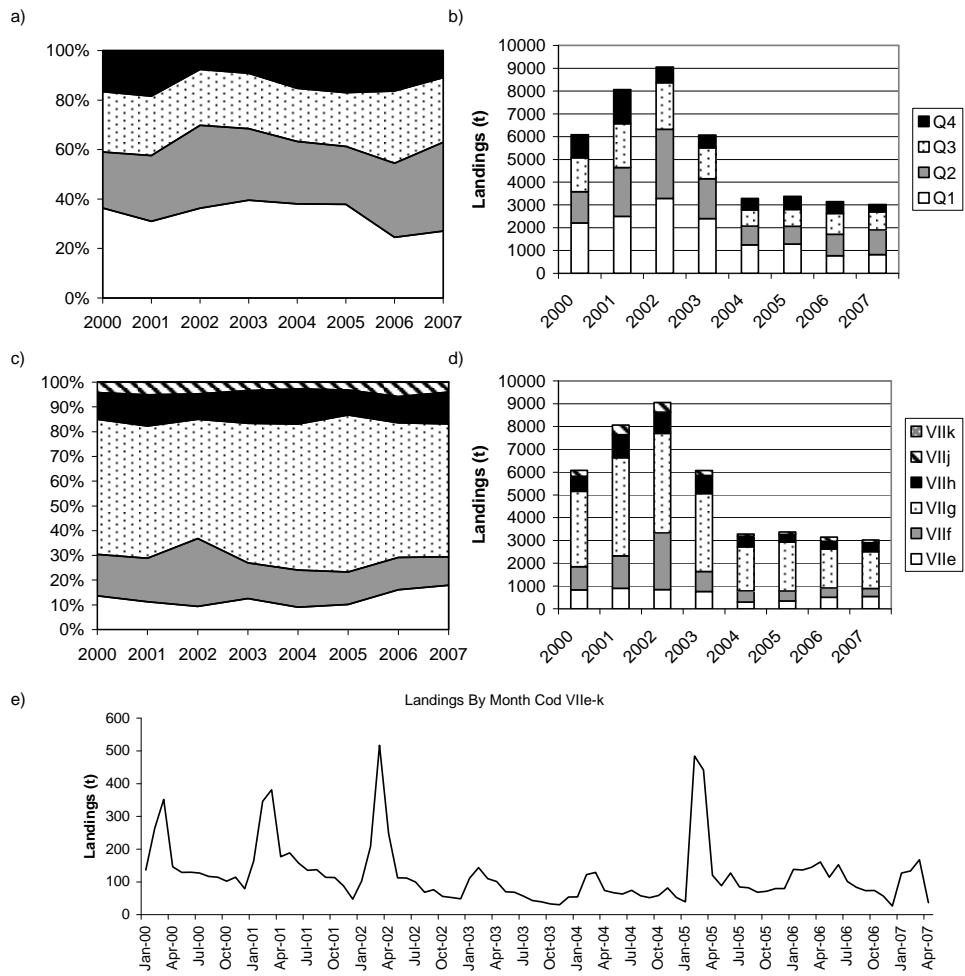 a)
100%
80%
60%
40%
20%
0%
2000 2001 2002 2003 2004 2005 2006 2007
b)
Landings (t)
10000
9000
8000
7000
6000
5000
4000
3000
2000
1000
0
2000 2001 2002 2003 2004 2005 2006 2007
Q4
Q3
Q2
Q1
c)
100%
90%
80%
70%
60%
50%
40%
30%
20%
10%
0%
2000 2001 2002 2003 2004 2005 2006 2007
d)
Landings (t)
10000
9000
8000
7000
6000
5000
4000
3000
2000
1000
0
2000 2001 2002 2003 2004 2005 2006 2007
VIIk
VIIj
VIIh
VIIg
VIIf
VIIe
e)
Landings By Month Cod VIIe-k
Landings (t)
600
500
400
300
200
100
0
Jan-00 Apr-00 Jul-00 Oct-00 Jan-01 Apr-01 Jul-01 Oct-01 Jan-02 Apr-02 Jul-02 Oct-02 Jan-03 Apr-03 Jul-03 Oct-03 Jan-04 Apr-04 Jul-04 Oct-04 Jan-05 Apr-05 Jul-05 Oct-05 Jan-06 Apr-06 Jul-06 Oct-06 Jan-07 Apr-07